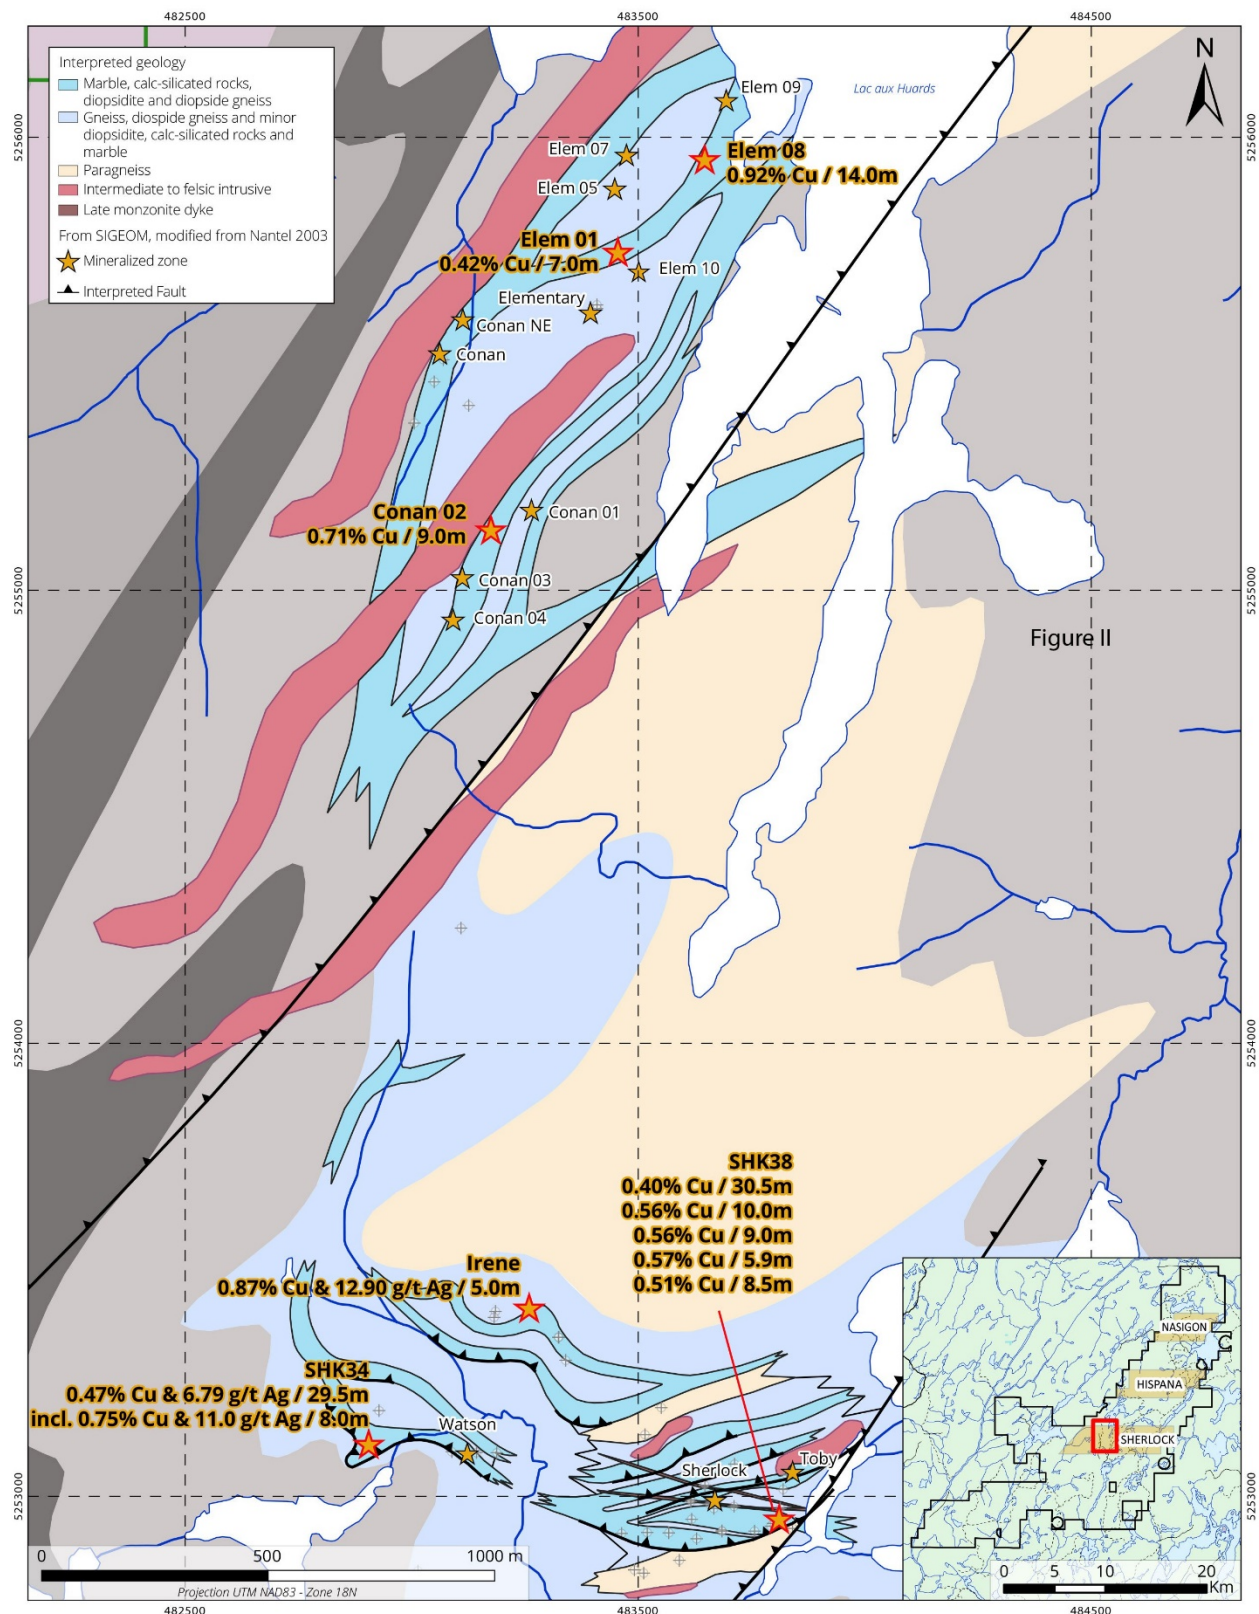 482500
483500
484500
Interpreted geology
Marble, calc-silicated rocks,
diopsidite and diopside gneiss
Gneiss, diospide gneiss and minor
diopsidite, calc-silicated rocks and
marble
Paragneiss
Intermediate to felsic intrusive
Late monzonite dyke
From SIGEOM, modified from Nantel 2003
Mineralized zone
Interpreted Fault
N
Lac aux Huards
Elem 09
5256000
5256000
Elem 07
Elem 08
0.92% Cu / 14.0m
Elem 05
Elem 01
0.42% Cu / 7.0m
Elem 10
Elementary
Conan NE
Conan
Conan 02
0.71% Cu / 9.0m
Conan 01
Conan 03
5255000
5255000
Conan 04
Figure II
5254000
5254000
SHK38
0.40% Cu / 30.5m
0.56% Cu / 10.0m
0.56% Cu / 9.0m
0.57% Cu / 5.9m
0.51% Cu / 8.5m
Irene
0.87% Cu & 12.90 g/t Ag / 5.0m
SHK34
0.47% Cu & 6.79 g/t Ag / 29.5m
incl. 0.75% Cu & 11.0 g/t Ag / 8.0m
Watson
Toby
Sherlock
5253000
5253000
NASIGON
HISPANA
SHERLOCK
0 500 1000 m
Projection UTM NAD83 - Zone 18N
0 5 10 20
Km
482500
483500
484500